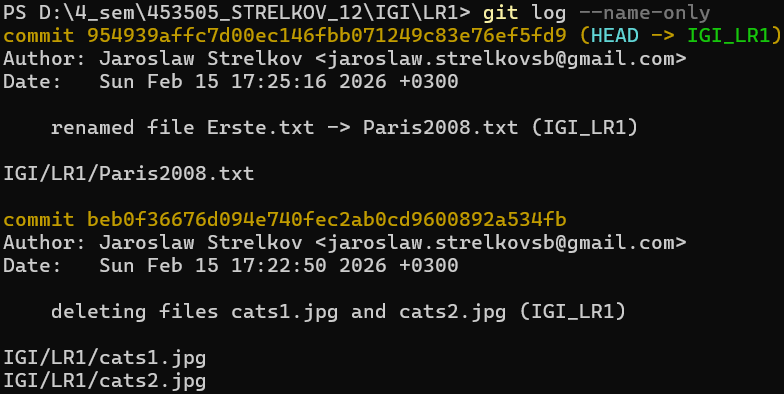 PS D:\4_sem\453505_STRELKOV_12\IGI\LR1> git log --name-only
commit 954939affc7d00ec146fbb071249c83e76ef5fd9 (HEAD -> IGI_LR1)
Author: Jaroslaw Strelkov <jaroslaw.strelkovsb@gmail.com>
Date:   Sun Feb 15 17:25:16 2026 +0300
    renamed file Erste.txt -> Paris2008.txt (IGI_LR1)
IGI/LR1/Paris2008.txt
commit beb0f36676d094e740fec2ab0cd9600892a534fb
Author: Jaroslaw Strelkov <jaroslaw.strelkovsb@gmail.com>
Date:   Sun Feb 15 17:22:50 2026 +0300
    deleting files cats1.jpg and cats2.jpg (IGI_LR1)
IGI/LR1/cats1.jpg
IGI/LR1/cats2.jpg